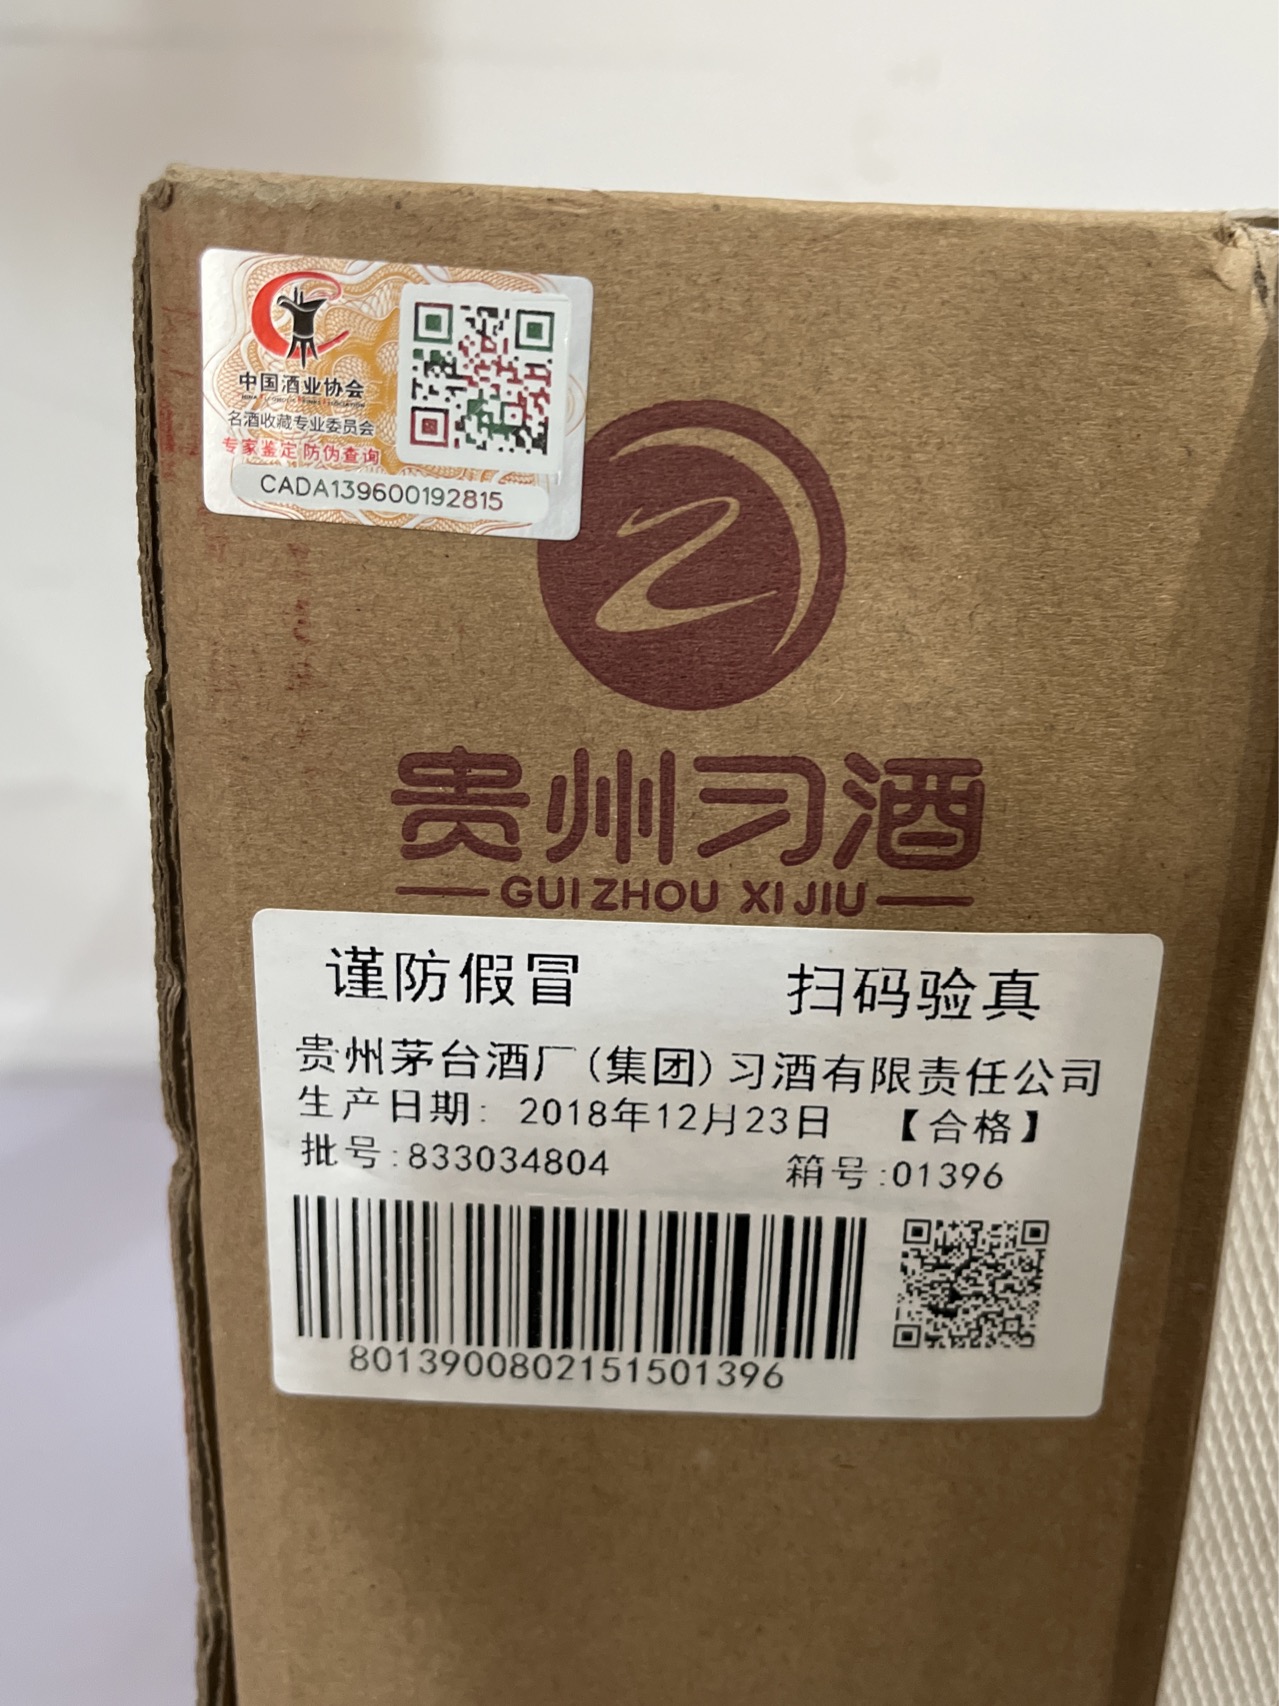 中国酒业协会
名酒收藏专业委员会
专家鉴定 防伪查询
CADA139600192815
贵州习酒
GUIZHOU XIJIU
谨防假冒 扫码验真
贵州茅台酒厂(集团)习酒有限责任公司
生产日期: 2018年12月23日 【合格】
批号:833034804 箱号:01396
8013900802151501396